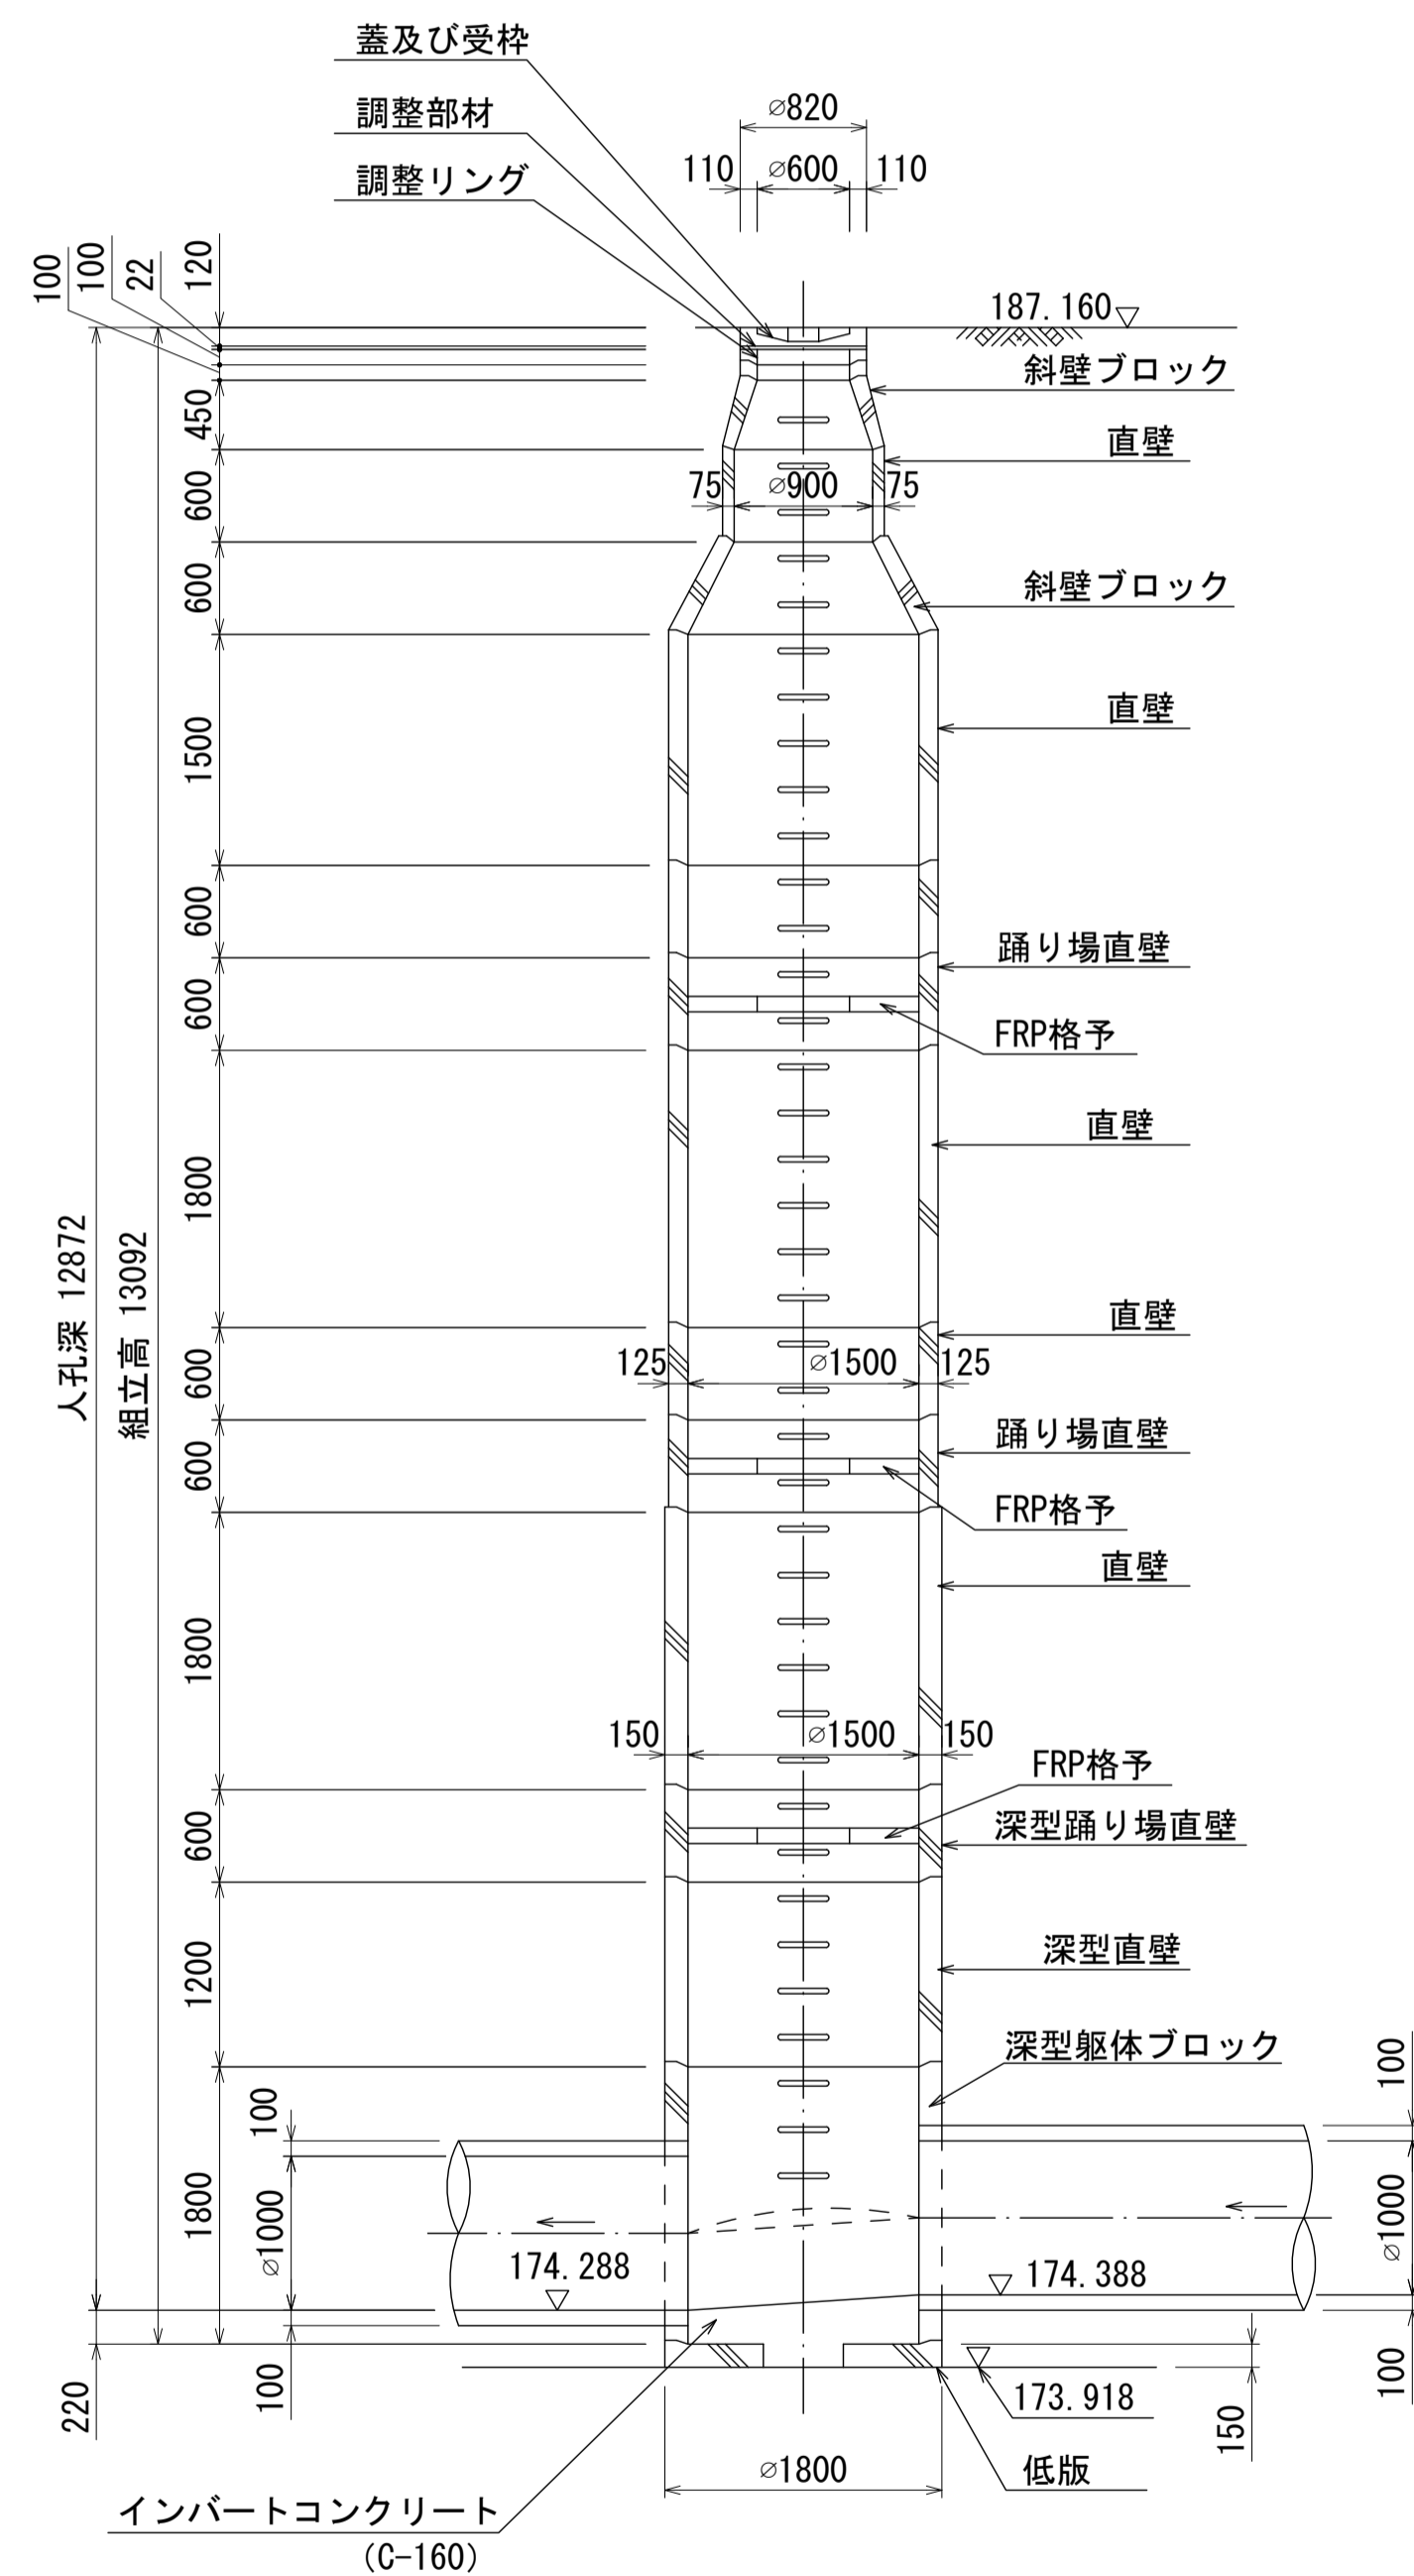 蓋及び受枠
調整部材
調整リング
⌀820
110
⌀600
110
100
100
22
120
187.160
斜壁ブロック
450
直壁
600
75
⌀900
75
600
斜壁ブロック
1500
直壁
600
踊り場直壁
600
FRP格予
直壁
1800
人孔深 12872
組立高 13092
直壁
600
125
⌀1500
125
踊り場直壁
600
FRP格予
直壁
1800
150
⌀1500
150
FRP格予
600
深型踊り場直壁
1200
深型直壁
深型躯体ブロック
100
100
1800
⌀1000
⌀1000
174.288
174.388
220
100
100
173.918
150
⌀1800
低版
インバートコンクリート
(C-160)